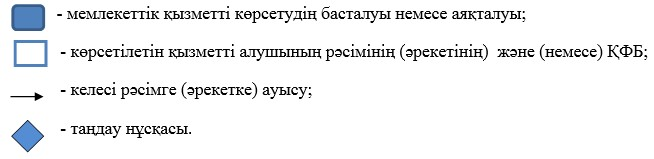 - мемлекеттік қызметті көрсетудің басталуы немесе аяқталуы;
- көрсетілетін қызметті алушының рәсімінің (әрекетінің) және (немесе) ҚФБ;
- келесі рәсімге (әрекетке) ауысу;
- таңдау нұсқасы.